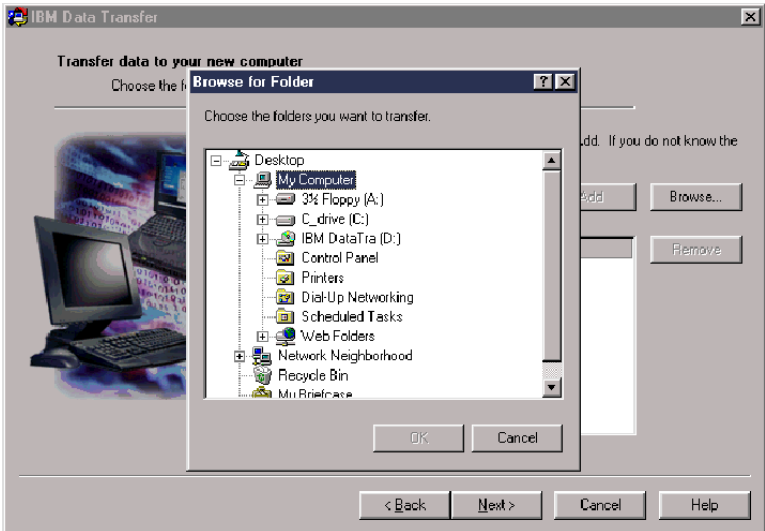 IBM Data Transfer
Transfer data to your new computer
Choose the f
Browse for Folder
Choose the folders you want to transfer.
dd. If you do not know the
Desktop
My Computer
3½ Floppy (A:)
Add
Browse...
C_drive (C:)
IBM DataTra (D:)
Remove
Control Panel
Printers
Dial-Up Networking
Scheduled Tasks
Web Folders
Network Neighborhood
Recycle Bin
My Briefcase
OK
Cancel
< Back
Next >
Cancel
Help